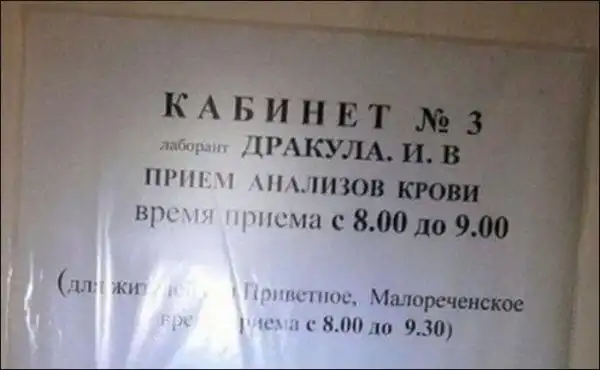 КАБИНЕТ № 3
лаборант ДРАКУЛА. И. В
ПРИЕМ АНАЛИЗОВ КРОВИ
время приема с 8.00 до 9.00
(для Приветное, Малореченское
с 8.00 до 9.30)